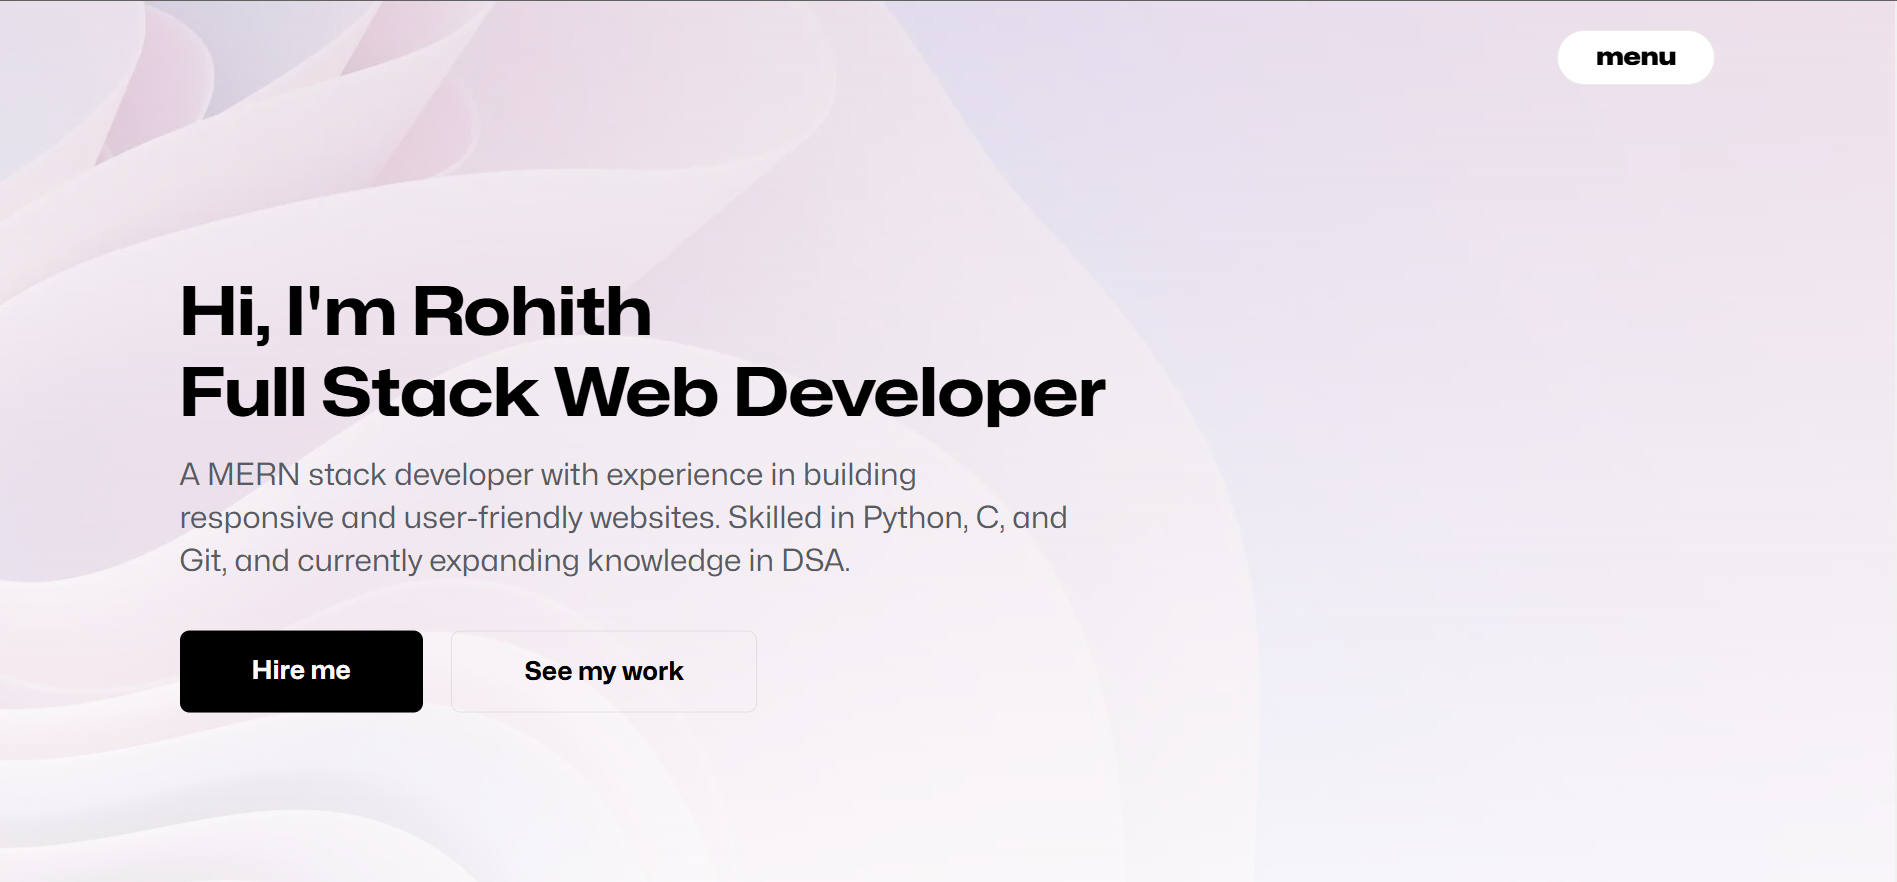 menu
Hi, I'm Rohith
Full Stack Web Developer
A MERN stack developer with experience in building
responsive and user-friendly websites. Skilled in Python, C, and
Git, and currently expanding knowledge in DSA.
Hire me
See my work